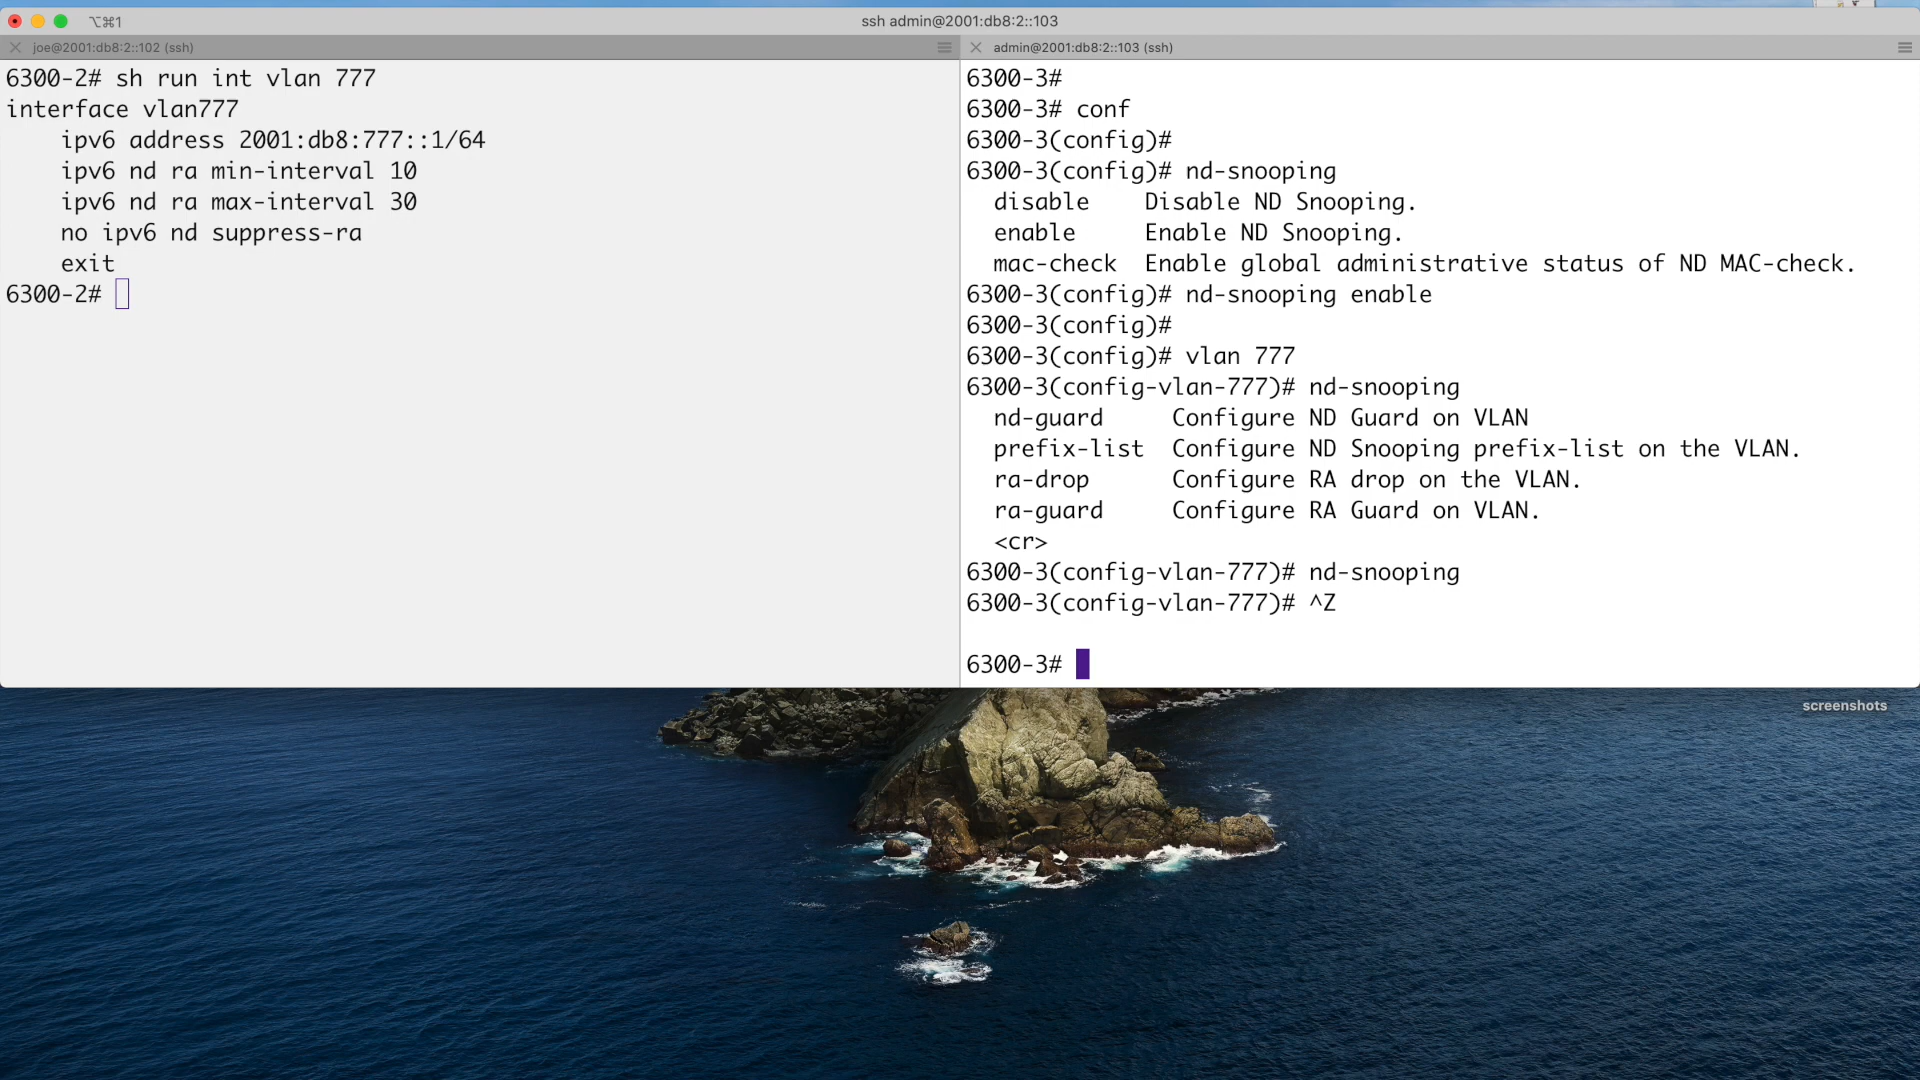 ⌥⌘1
ssh admin@2001:db8:2::103
joe@2001:db8:2::102 (ssh)
admin@2001:db8:2::103 (ssh)
6300-2# sh run int vlan 777
interface vlan777
    ipv6 address 2001:db8:777::1/64
    ipv6 nd ra min-interval 10
    ipv6 nd ra max-interval 30
    no ipv6 nd suppress-ra
    exit
6300-2#
6300-3#
6300-3# conf
6300-3(config)#
6300-3(config)# nd-snooping
  disable    Disable ND Snooping.
  enable     Enable ND Snooping.
  mac-check  Enable global administrative status of ND MAC-check.
6300-3(config)# nd-snooping enable
6300-3(config)#
6300-3(config)# vlan 777
6300-3(config-vlan-777)# nd-snooping
  nd-guard     Configure ND Guard on VLAN
  prefix-list  Configure ND Snooping prefix-list on the VLAN.
  ra-drop      Configure RA drop on the VLAN.
  ra-guard     Configure RA Guard on VLAN.
  <cr>
6300-3(config-vlan-777)# nd-snooping
6300-3(config-vlan-777)# ^Z
6300-3#
screenshots